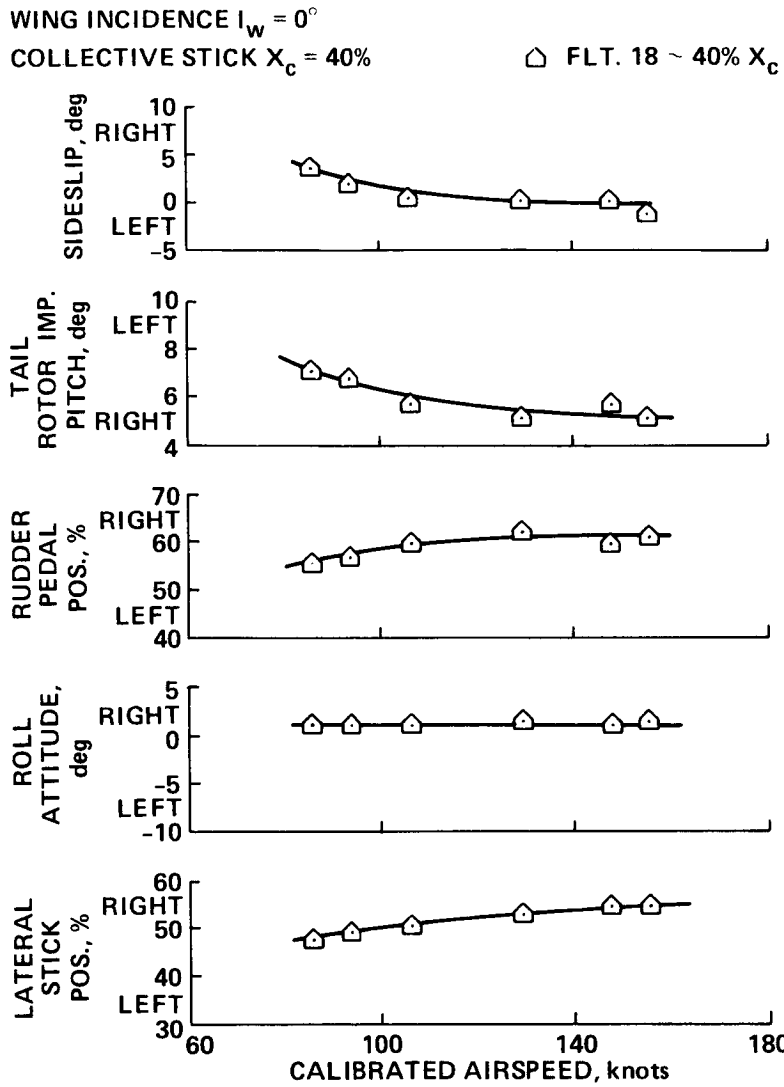 WING INCIDENCE I_W = 0°
COLLECTIVE STICK X_C = 40%
FLT. 18 ~ 40% X_C
SIDESLIP, deg
10
RIGHT
5
0
LEFT
-5
TAIL
ROTOR IMP.
PITCH, deg
10
LEFT
8
6
RIGHT
4
RUDDER
PEDAL
POS., %
70
RIGHT
60
50
LEFT
40
ROLL
ATTITUDE,
deg
5
RIGHT
0
-5
LEFT
-10
LATERAL
STICK
POS., %
60
RIGHT
50
40
LEFT
30
60 100 140 180
CALIBRATED AIRSPEED, knots